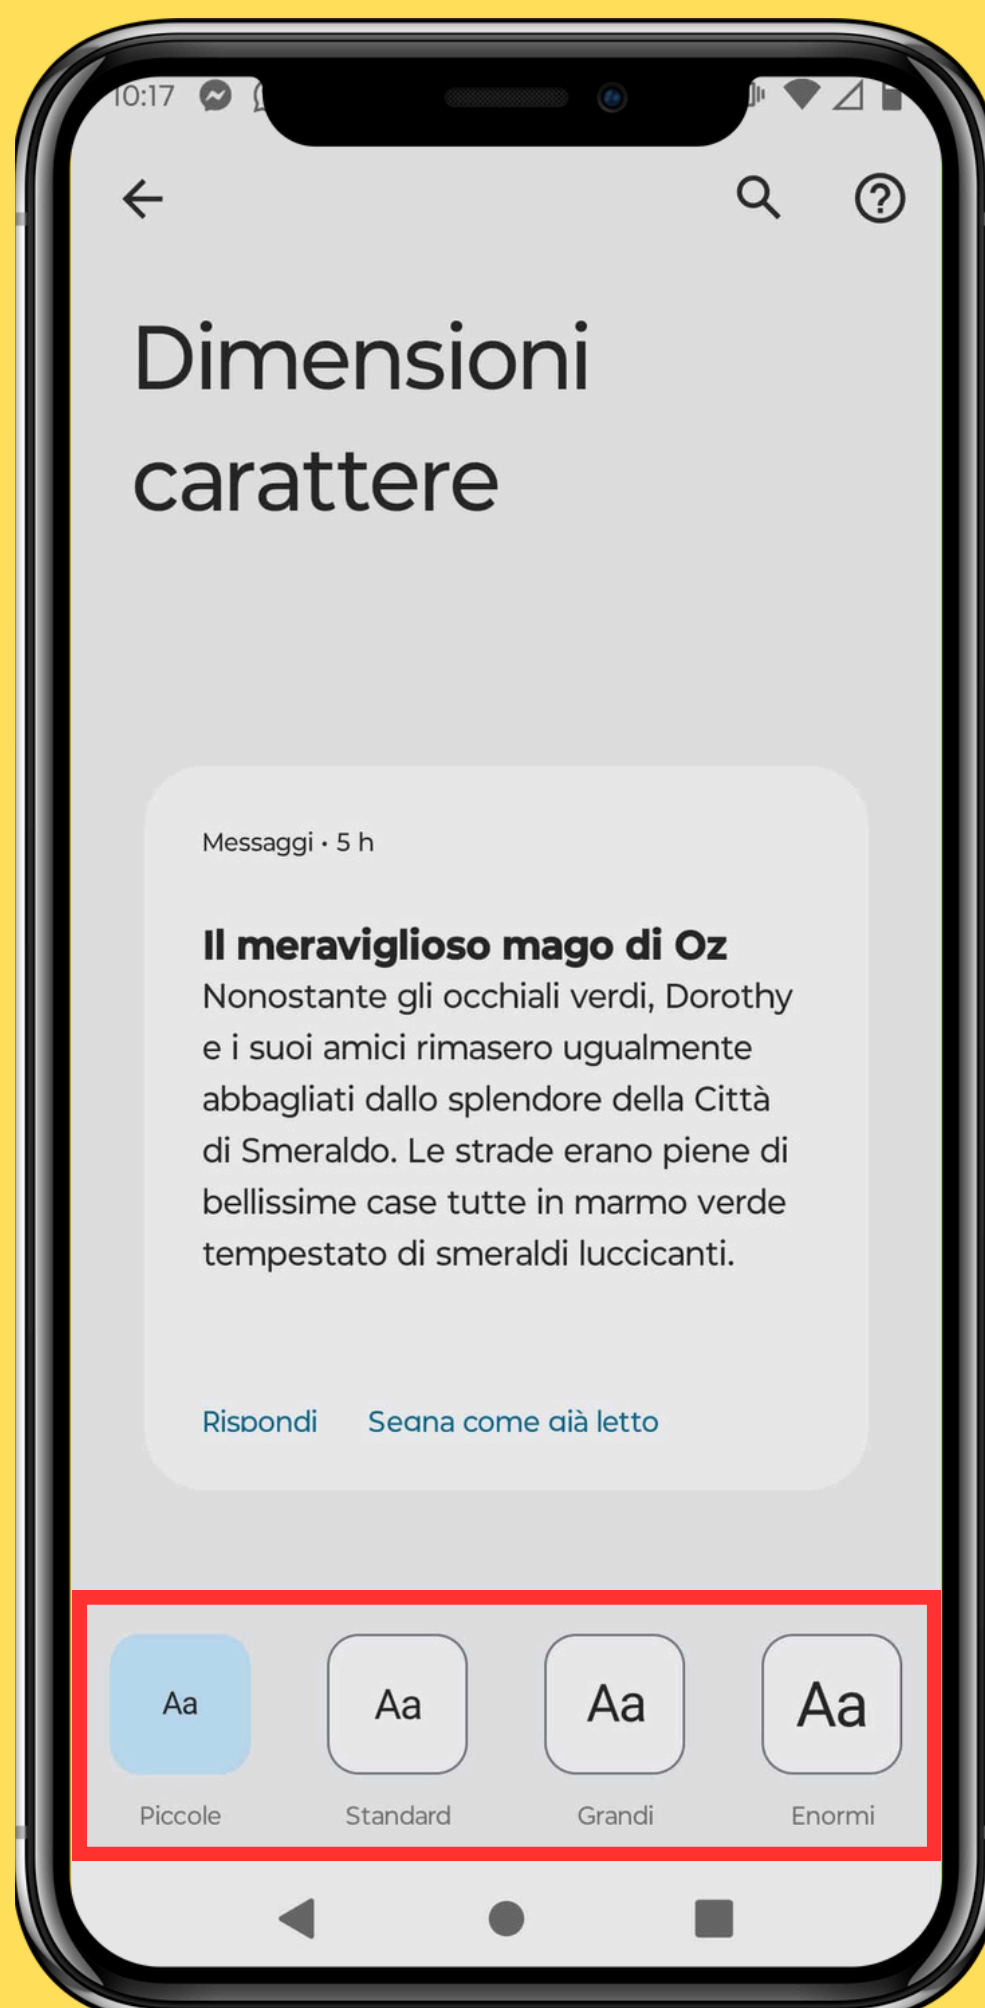 10:17
Dimensioni
carattere
Messaggi • 5 h
Il meraviglioso mago di Oz
Nonostante gli occhiali verdi, Dorothy
e i suoi amici rimasero ugualmente
abbagliati dallo splendore della Città
di Smeraldo. Le strade erano piene di
bellissime case tutte in marmo verde
tempestato di smeraldi luccicanti.
Rispondi Segna come già letto
Aa Aa Aa Aa
Piccole Standard Grandi Enormi